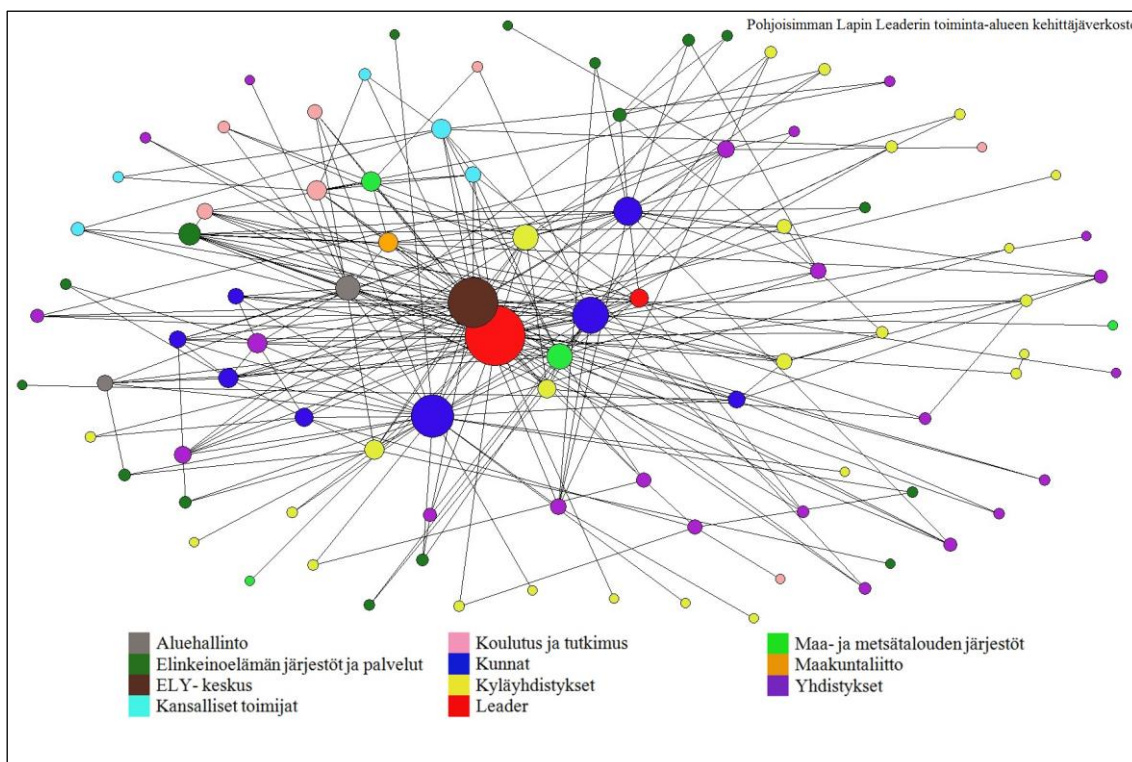 Pohjoisimman Lapin Leaderin toiminta-alueen kehittäjäverkosto
Aluehallinto
Elinkeinoelämän järjestöt ja palvelut
ELY- keskus
Kansalliset toimijat
Koulutus ja tutkimus
Kunnat
Kyläyhdistykset
Leader
Maa- ja metsätalouden järjestöt
Maakuntaliitto
Yhdistykset